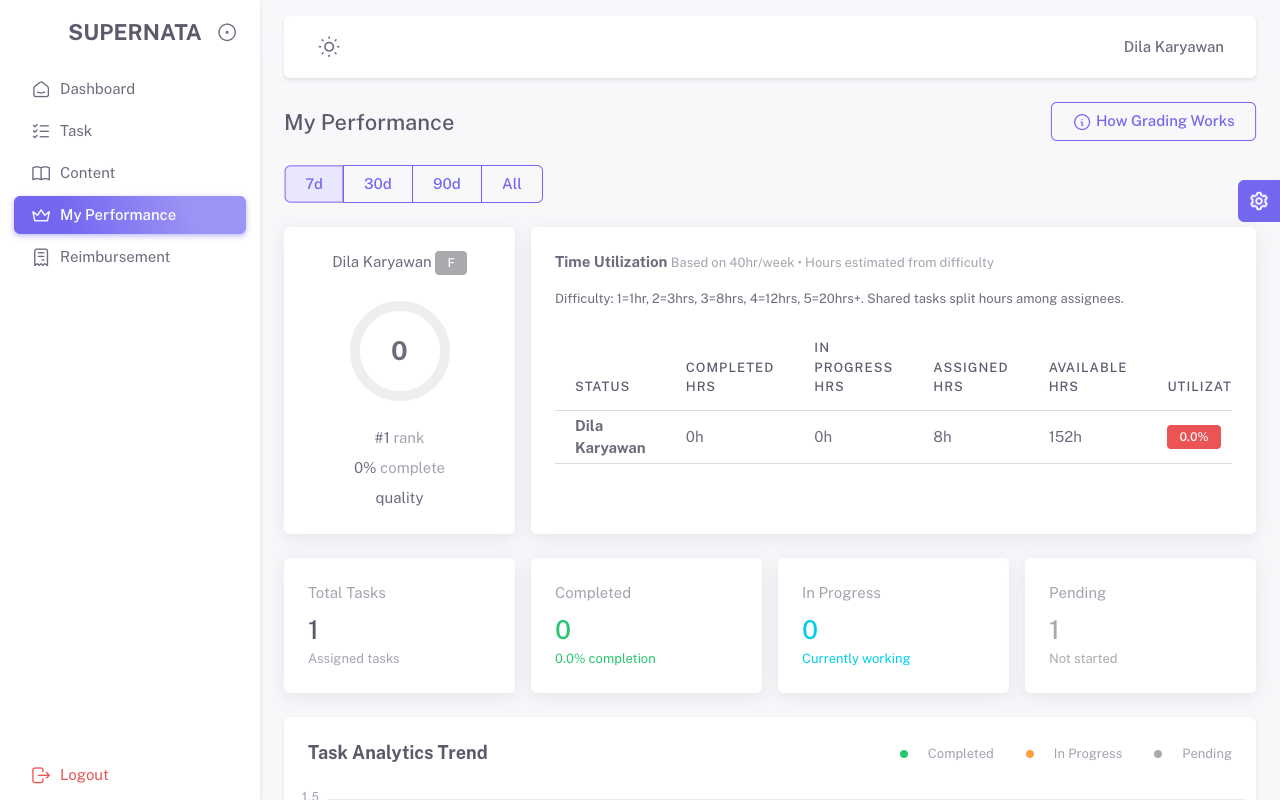 SUPERNATA
Dashboard
Task
Content
My Performance
Reimbursement
Logout
Dila Karyawan
My Performance
How Grading Works
7d
30d
90d
All
Dila Karyawan F
0
#1 rank
0% complete
quality
Time Utilization Based on 40hr/week • Hours estimated from difficulty
Difficulty: 1=1hr, 2=3hrs, 3=8hrs, 4=12hrs, 5=20hrs+. Shared tasks split hours among assignees.
STATUS
COMPLETED
HRS
IN
PROGRESS
HRS
ASSIGNED
HRS
AVAILABLE
HRS
UTILIZAT
Dila
Karyawan
0h
0h
8h
152h
0.0%
Total Tasks
1
Assigned tasks
Completed
0
0.0% completion
In Progress
0
Currently working
Pending
1
Not started
Task Analytics Trend
Completed
In Progress
Pending
1.5